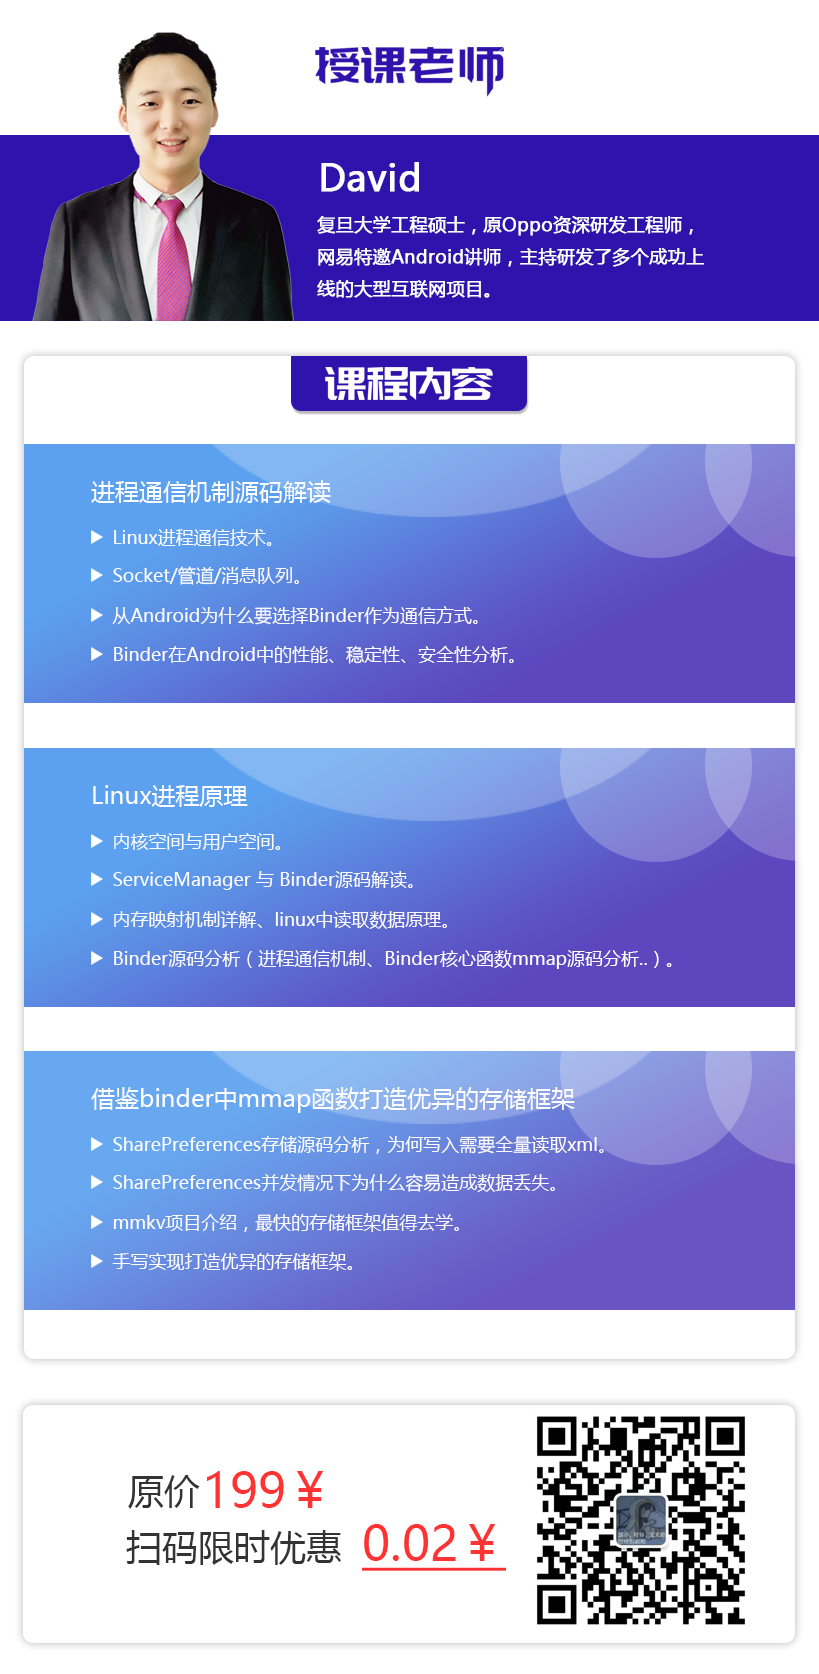 授课老师
David
复旦大学工程硕士，原Oppo资深研发工程师，
网易特邀Android讲师，主持研发了多个成功上
线的大型互联网项目。
课程内容
进程通信机制源码解读
Linux进程通信技术。
Socket/管道/消息队列。
从Android为什么要选择Binder作为通信方式。
Binder在Android中的性能、稳定性、安全性分析。
Linux进程原理
内核空间与用户空间。
ServiceManager 与 Binder源码解读。
内存映射机制详解、linux中读取数据原理。
Binder源码分析（进程通信机制、Binder核心函数mmap源码分析..）。
借鉴binder中mmap函数打造优异的存储框架
SharePreferences存储源码分析，为何写入需要全量读取xml。
SharePreferences并发情况下为什么容易造成数据丢失。
mmkv项目介绍，最快的存储框架值得去学。
手写实现打造优异的存储框架。
原价199￥
扫码限时优惠 0.02￥